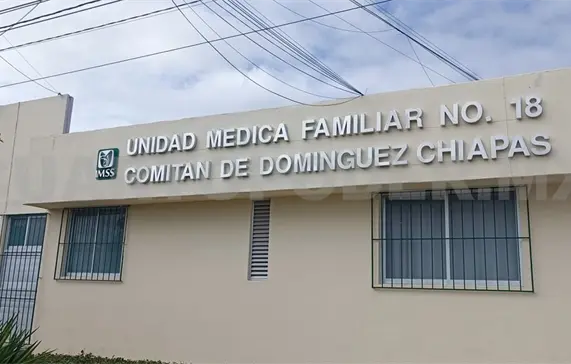 UNIDAD MEDICA FAMILIAR NO. 18
IMSS
COMITAN DE DOMINGUEZ CHIAPAS